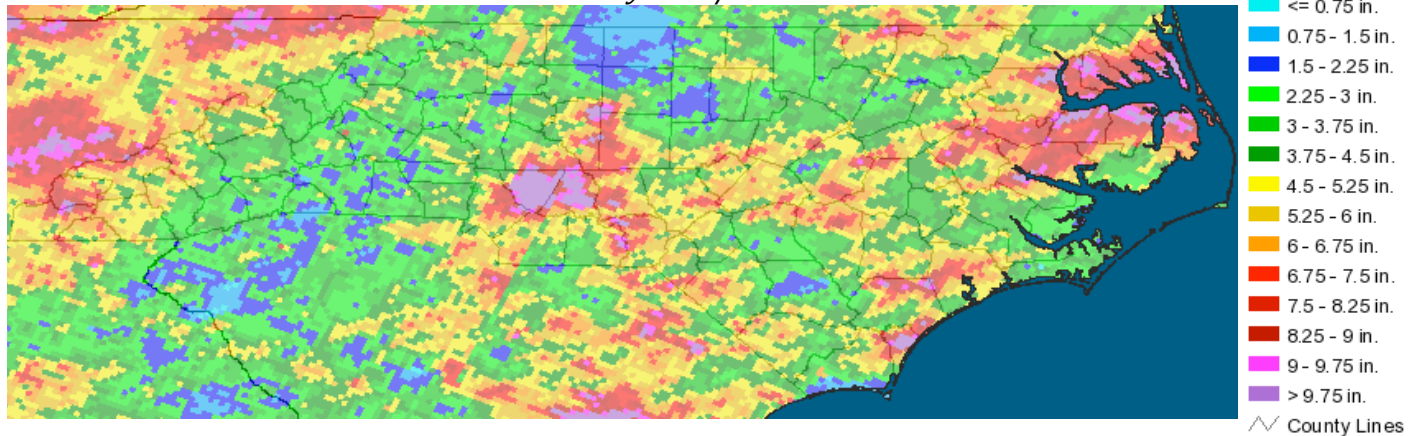 <= 0.75 in.
0.75 - 1.5 in.
1.5 - 2.25 in.
2.25 - 3 in.
3 - 3.75 in.
3.75 - 4.5 in.
4.5 - 5.25 in.
5.25 - 6 in.
6 - 6.75 in.
6.75 - 7.5 in.
7.5 - 8.25 in.
8.25 - 9 in.
9 - 9.75 in.
> 9.75 in.
County Lines